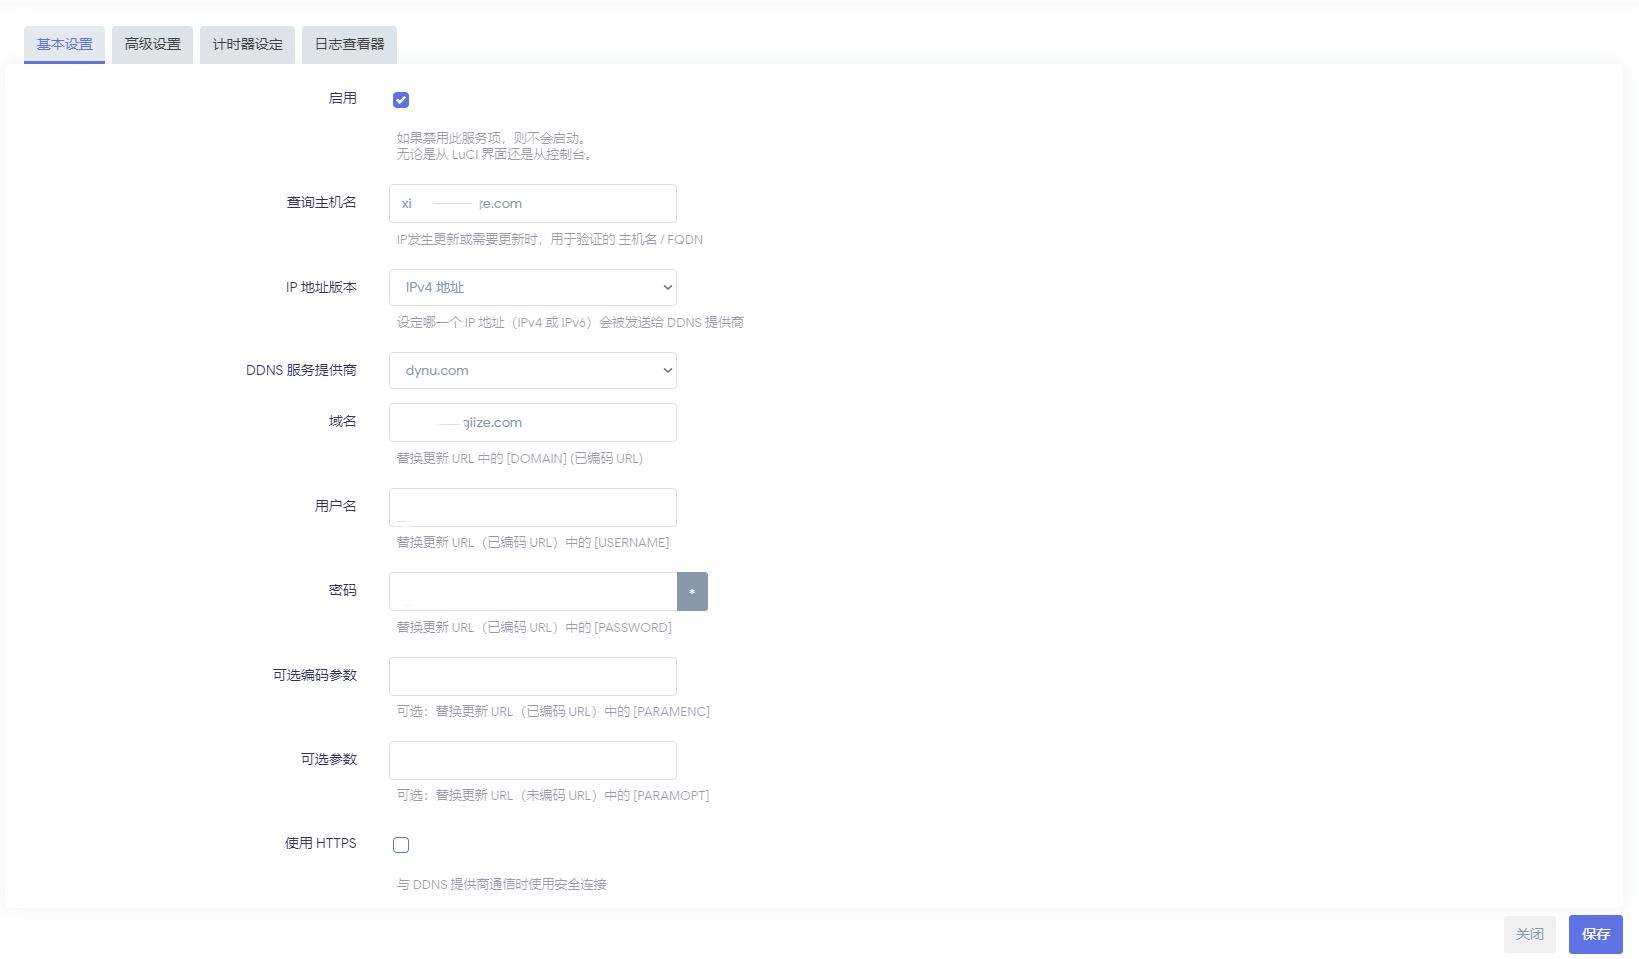 基本设置 高级设置 计时器设定 日志查看器
启用
如果禁用此服务项，则不会启动。
无论是从 LuCI 界面还是从控制台。
查询主机名 xi re.com
IP发生更新或需要更新时，用于验证的 主机名 / FQDN
IP 地址版本 IPv4 地址
设定哪一个 IP 地址（IPv4 或 IPv6）会被发送给 DDNS 提供商
DDNS 服务提供商 dynu.com
域名 giize.com
替换更新 URL 中的 [DOMAIN] (已编码 URL)
用户名
替换更新 URL（已编码 URL）中的 [USERNAME]
密码 *
替换更新 URL（已编码 URL）中的 [PASSWORD]
可选编码参数
可选：替换更新 URL（已编码 URL）中的 [PARAMENC]
可选参数
可选：替换更新 URL（未编码 URL）中的 [PARAMOPT]
使用 HTTPS
与 DDNS 提供商通信时使用安全连接
关闭 保存